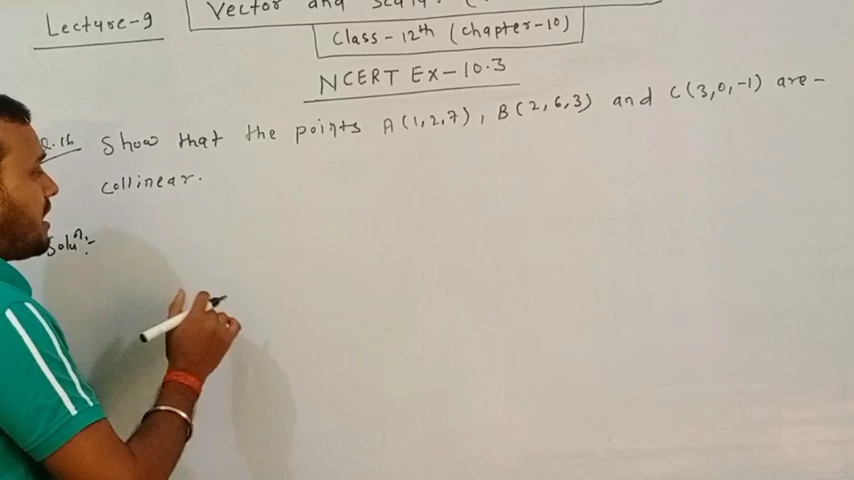 Lecture-9
Vector and
Class-12th (chapter-10)
NCERT Ex-10.3
Q.16 Show that the points A(1,2,7), B(2,6,3) and C(3,0,-1) are-
collinear.
Soluⁿ:-